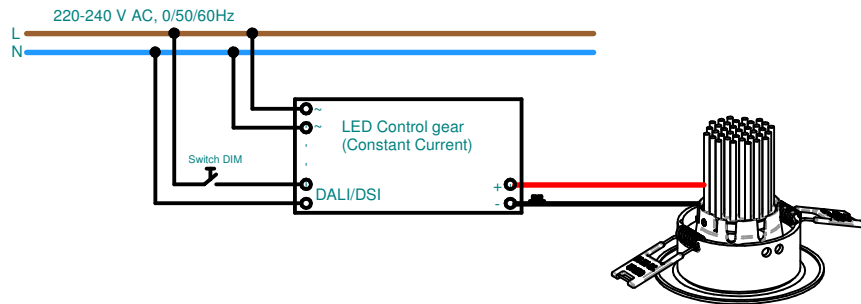 220-240 V AC, 0/50/60Hz
L
N
~
~
LED Control gear
(Constant Current)
Switch DIM
DALI/DSI
+
-